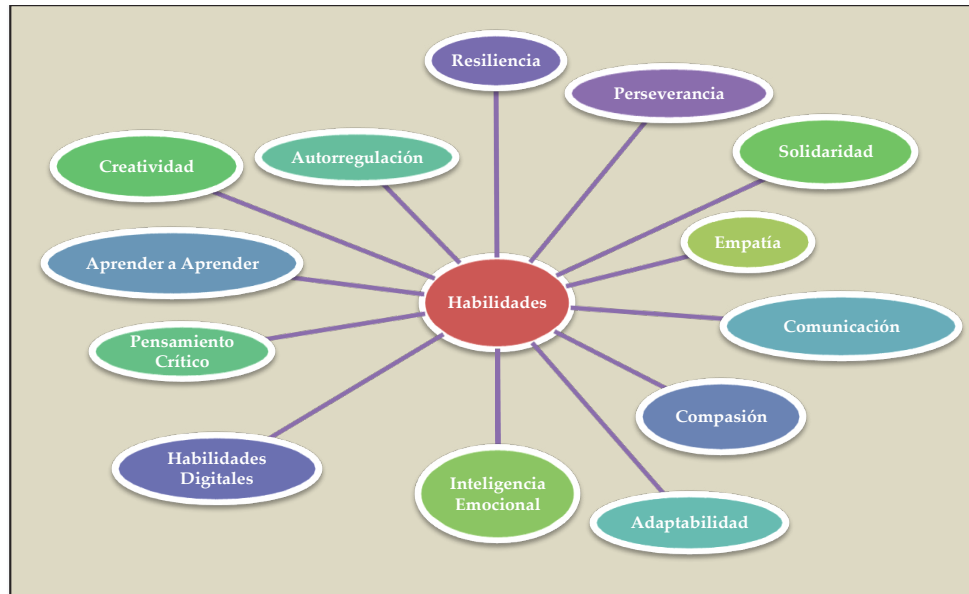 Resiliencia
Perseverancia
Solidaridad
Autorregulación
Creatividad
Empatía
Aprender a Aprender
Habilidades
Comunicación
Pensamiento
Crítico
Compasión
Habilidades
Digitales
Inteligencia
Emocional
Adaptabilidad